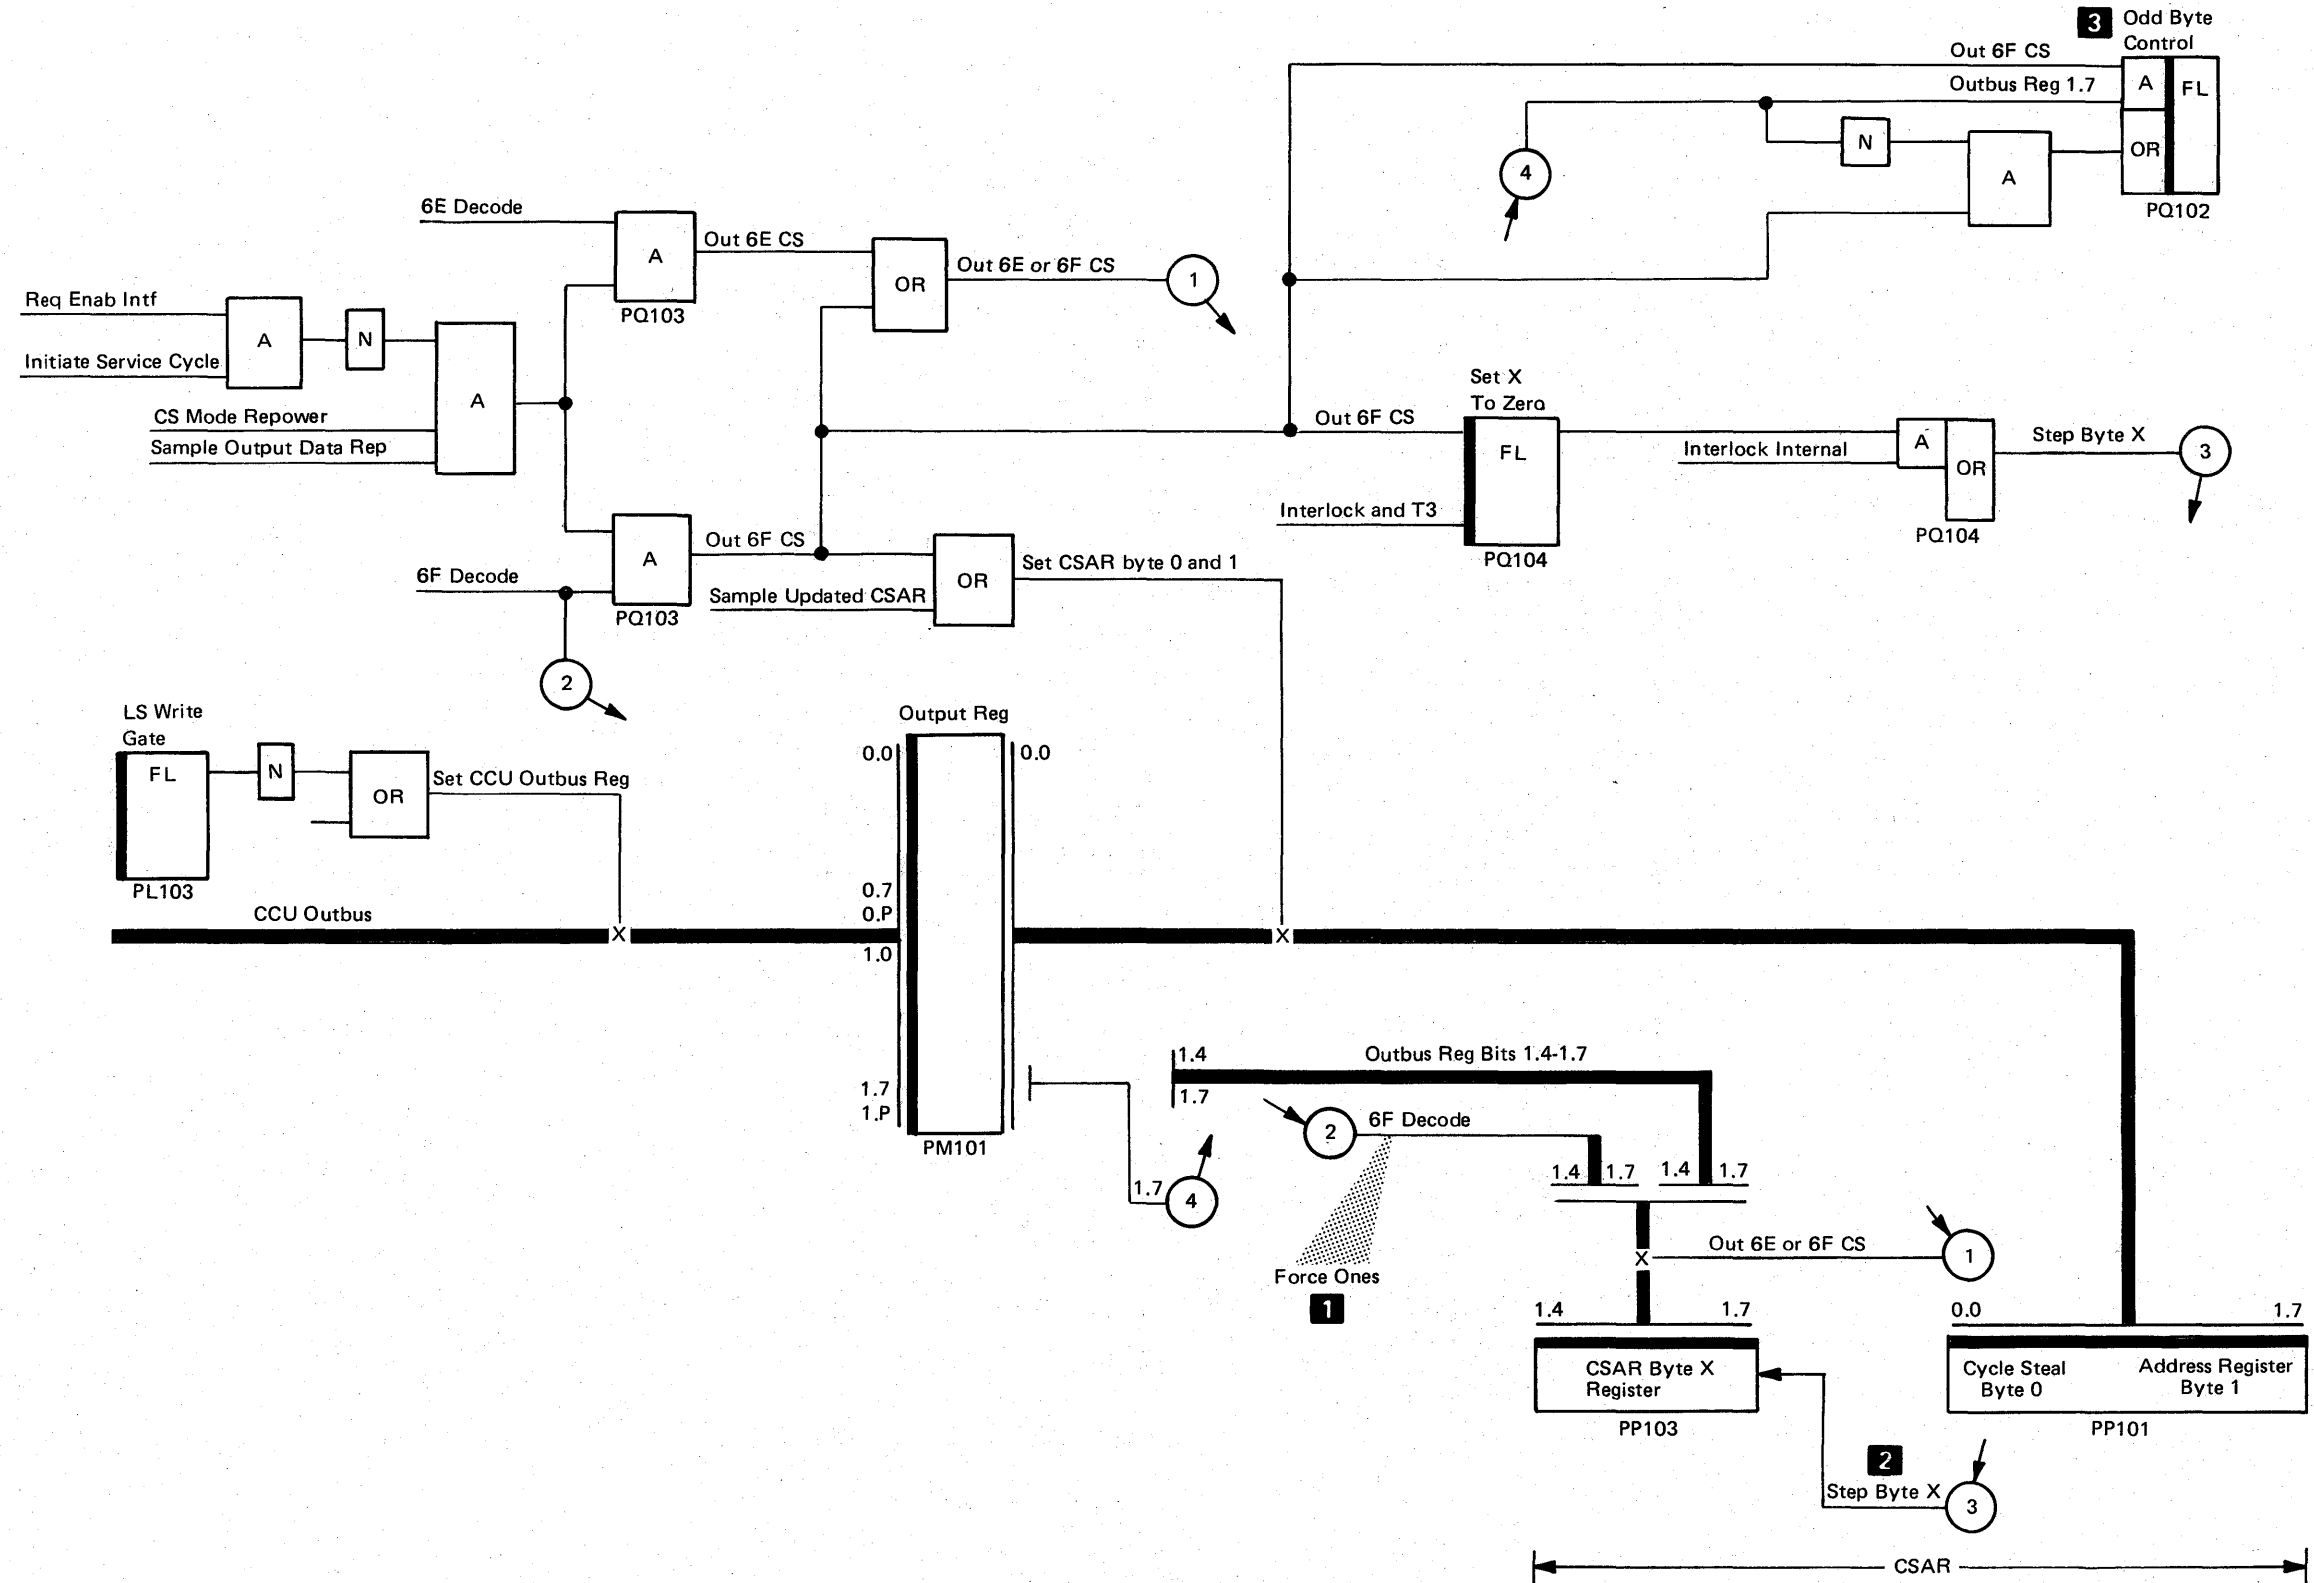 3 Odd Byte
Control
Out 6F CS
Outbus Reg 1.7
A
FL
OR
N
A
PQ102
4
6E Decode
A
Out 6E CS
PQ103
OR
Out 6E or 6F CS
1
Req Enab Intf
Initiate Service Cycle
A
N
CS Mode Repower
Sample Output Data Rep
A
Set X
To Zero
Out 6F CS
FL
Interlock and T3
PQ104
Interlock Internal
A
OR
PQ104
Step Byte X
3
A
Out 6F CS
6F Decode
PQ103
Sample Updated CSAR
OR
Set CSAR byte 0 and 1
2
LS Write
Gate
FL
PL103
N
OR
Set CCU Outbus Reg
CCU Outbus
X
Output Reg
0.0
0.0
0.7
0.P
1.0
1.7
1.P
PM101
X
1.7
4
1.4
Outbus Reg Bits 1.4-1.7
1.7
2
6F Decode
1.4 1.7
1.4 1.7
Force Ones
1
X
Out 6E or 6F CS
1
1.4 1.7
CSAR Byte X
Register
PP103
0.0 1.7
Cycle Steal Address Register
Byte 0 Byte 1
PP101
2
Step Byte X
3
CSAR